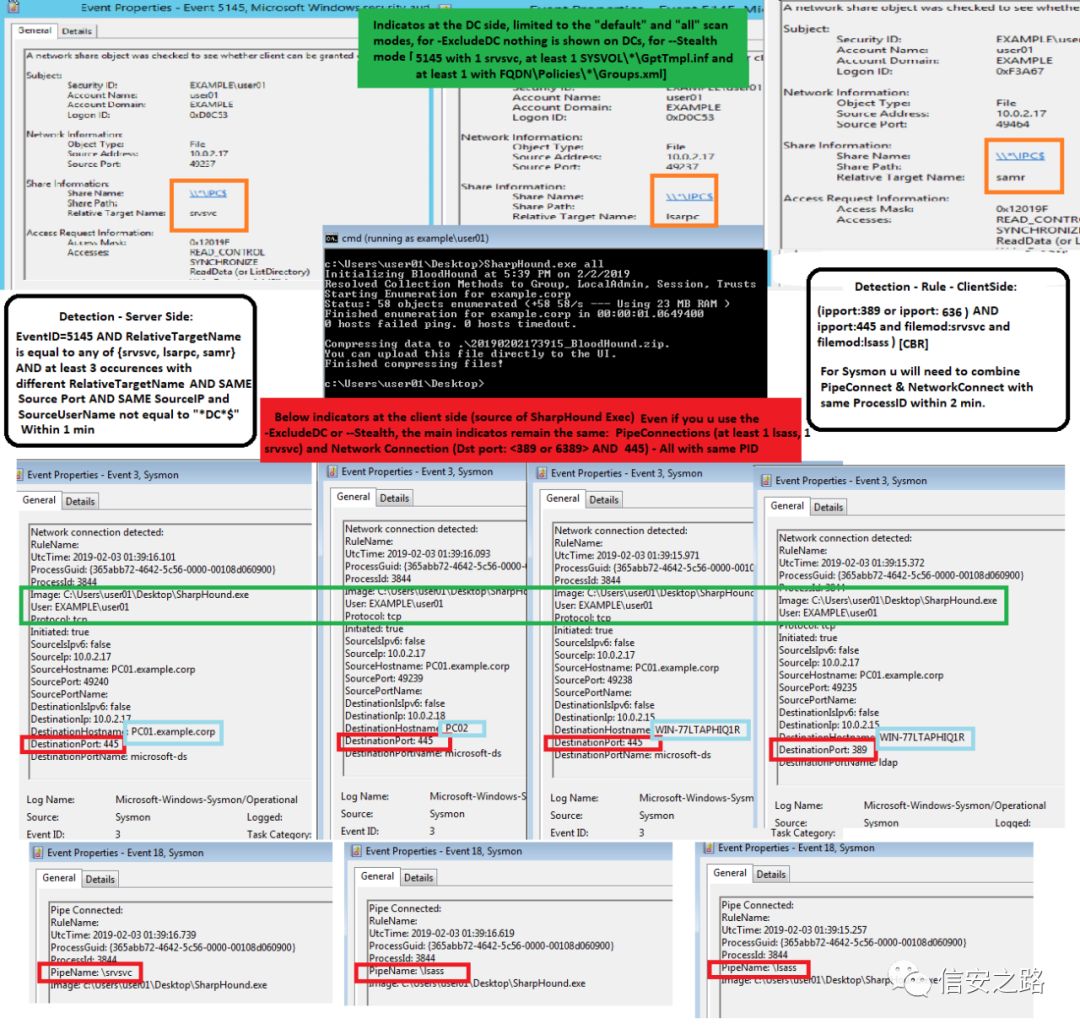 Event Properties - Event 5145, Microsoft Windows security aud
General Details
A network share object was checked to see whether client can be granted
Subject:
Security ID: EXAMPLE\user01
Account Name: user01
Account Domain: EXAMPLE
Logon ID: 0xD0C53
Network Information:
Object Type: File
Source Address: 10.0.2.17
Source Port: 49237
Share Information:
Share Name: \\*\IPC$
Share Path:
Relative Target Name: srvsvc
Access Request Information:
Access Mask: 0x12019F
Accesses: READ_CONTROL
SYNCHRONIZE
ReadData (or ListDirectory)
Indicatos at the DC side, limited to the "default" and "all" scan
modes, for -ExcludeDC nothing is shown on DCs, for --Stealth
mode [ 5145 with 1 srvsvc, at least 1 SYSVOL\*\GptTmpl.inf and
at least 1 with FQDN\Policies\*\Groups.xml]
Account Name: user01
Account Domain: EXAMPLE
Logon ID: 0xD0C53
Network Information:
Object Type: File
Source Address: 10.0.2.17
Source Port: 49237
Share Information:
Share Name: \\*\IPC$
Share Path:
Relative Target Name: lsarpc
A network share object was checked to see whether
Subject:
Security ID: EXAMPLE\use
Account Name: user01
Account Domain: EXAMPLE
Logon ID: 0xF3A67
Network Information:
Object Type: File
Source Address: 10.0.2.17
Source Port: 49464
Share Information:
Share Name: \\*\IPC$
Share Path:
Relative Target Name: samr
Access Request Information:
Access Mask: 0x12019F
Accesses: READ_CONTRO
SYNCHRONIZE
ReadData (or L
cmd (running as example\user01)
c:\Users\user01\Desktop>SharpHound.exe all
Initializing BloodHound at 5:39 PM on 2/2/2019
Resolved Collection Methods to Group, LocalAdmin, Session, Trusts
Starting Enumeration for example.corp
Status: 58 objects enumerated (+58 58/s --- Using 23 MB RAM )
Finished enumeration for example.corp in 00:00:01.0649400
0 hosts failed ping. 0 hosts timedout.
Compressing data to .\20190202173915_BloodHound.zip.
You can upload this file directly to the UI.
Finished compressing files!
c:\Users\user01\Desktop>
Detection - Server Side:
EventID=5145 AND RelativeTargetName
is equal to any of {srvsvc, lsarpc, samr}
AND at least 3 occurences with
different RelativeTargetName AND SAME
Source Port AND SAME SourceIP and
SourceUserName not equal to "*DC*$"
Within 1 min
Detection - Rule - ClientSide:
(ipport:389 or ipport: 636 ) AND
ipport:445 and filemod:srvsvc and
filemod:lsass ) [CBR]
For Sysmon u will need to combine
PipeConnect & NetworkConnect with
same ProcessID within 2 min.
Below indicators at the client side (source of SharpHound Exec) Even if you u use the
-ExcludeDC or --Stealth, the main indicatos remain the same: PipeConnections (at least 1 lsass, 1
srvsvc) and Network Connection (Dst port: <389 or 6389> AND 445) - All with same PID
Event Properties - Event 3, Sysmon
General Details
Network connection detected:
RuleName:
UtcTime: 2019-02-03 01:39:16.101
ProcessGuid: {365abb72-4642-5c56-0000-00108d060900}
ProcessId: 3844
Image: C:\Users\user01\Desktop\SharpHound.exe
User: EXAMPLE\user01
Protocol: tcp
Initiated: true
SourceIsIpv6: false
SourceIp: 10.0.2.17
SourceHostname: PC01.example.corp
SourcePort: 49240
SourcePortName:
DestinationIsIpv6: false
DestinationIp: 10.0.2.17
DestinationHostname: PC01.example.corp
DestinationPort: 445
DestinationPortName: microsoft-ds
Log Name: Microsoft-Windows-Sysmon/Operational
Source: Sysmon Logged:
Event ID: 3 Task Category:
Event Properties - Event 3, Sysmon
General Details
Network connection detected:
RuleName:
UtcTime: 2019-02-03 01:39:16.093
ProcessGuid: {365abb72-4642-5c56-0000-0
ProcessId: 3844
Image: C:\Users\user01\Desktop\SharpHound
User: EXAMPLE\user01
Protocol: tcp
Initiated: true
SourceIsIpv6: false
SourceIp: 10.0.2.17
SourceHostname: PC01.example.corp
SourcePort: 49239
SourcePortName:
DestinationIsIpv6: false
DestinationIp: 10.0.2.18
DestinationHostname PC02
DestinationPort: 445
DestinationPortName: microsoft-ds
Log Name: Microsoft-Windows-S
Source: Sysmon
Event ID: 3
Event Properties - Event 3, Sysmon
General Details
Network connection detected:
RuleName:
UtcTime: 2019-02-03 01:39:15.971
ProcessGuid: {365abb72-4642-5c56-0000-001
ProcessId: 3844
Image: C:\Users\user01\Desktop\SharpHound
User: EXAMPLE\user01
Protocol: tcp
Initiated: true
SourceIsIpv6: false
SourceIp: 10.0.2.17
SourceHostname: PC01.example.corp
SourcePort: 49238
SourcePortName:
DestinationIsIpv6: false
DestinationIp: 10.0.2.15
DestinationHostname WIN-77LTAPHIQ1R
DestinationPort: 445
DestinationPortName: microsoft-ds
Log Name: Microsoft-Windows-Sysm
Source: Sysmon
Event ID: 3
Event Properties - Event 3, Sysmon
General Details
Network connection detected:
RuleName:
UtcTime: 2019-02-03 01:39:15.372
ProcessGuid: {365abb72-4642-5c56-0000-00108d060900}
ProcessId: 3844
Image: C:\Users\user01\Desktop\SharpHound.exe
User: EXAMPLE\user01
Protocol: tcp
Initiated: true
SourceIsIpv6: false
SourceIp: 10.0.2.17
SourceHostname: PC01.example.corp
SourcePort: 49235
SourcePortName:
DestinationIsIpv6: false
DestinationIp: 10.0.2.15
DestinationHostname WIN-77LTAPHIQ1R
DestinationPort: 389
DestinationPortName: ldap
Log Name: Microsoft-Windows-Sysmon/Operational
Source: Sysmon Logged:
Task Category:
Event Properties - Event 18, Sysmon
General Details
Pipe Connected:
RuleName:
UtcTime: 2019-02-03 01:39:16.739
ProcessGuid: {365abb72-4642-5c56-0000-00108d060900}
ProcessId: 3844
PipeName: \srvsvc
Image: C:\Users\user01\Desktop\SharpHound.exe
Event Properties - Event 18, Sysmon
General Details
Pipe Connected:
RuleName:
UtcTime: 2019-02-03 01:39:16.619
ProcessGuid: {365abb72-4642-5c56-0000-00108d060900}
ProcessId: 3844
PipeName: \lsass
Image: C:\Users\user01\Desktop\SharpHound.exe
Event Properties - Event 18, Sysmon
General Details
Pipe Connected:
RuleName:
UtcTime: 2019-02-03 01:39:15.257
ProcessGuid: {365abb72-4642-5c56-0000-00108d060900}
ProcessId: 3844
PipeName: \lsass
Image: C:\Users\user01\Desktop\SharpHound.exe
信安之路